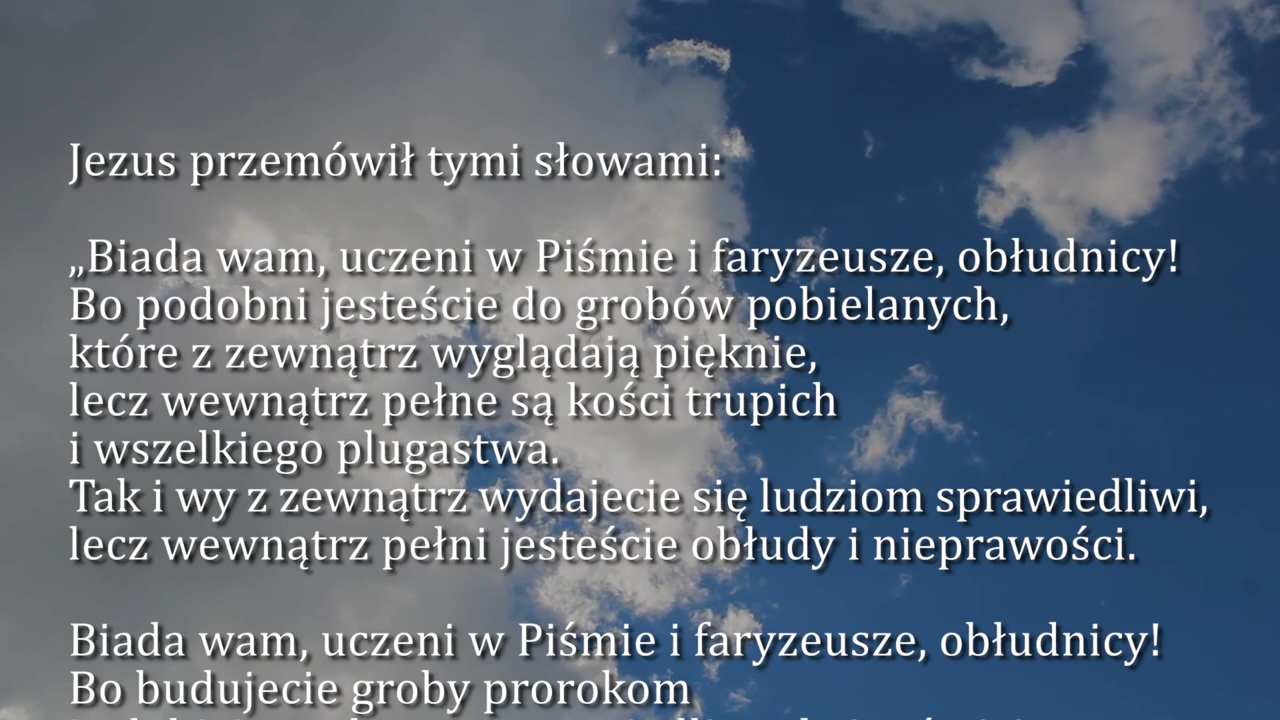 Jezus przemówił tymi słowami:
„Biada wam, uczeni w Piśmie i faryzeusze, obłudnicy!
Bo podobni jesteście do grobów pobielanych,
które z zewnątrz wyglądają pięknie,
lecz wewnątrz pełne są kości trupich
i wszelkiego plugastwa.
Tak i wy z zewnątrz wydajecie się ludziom sprawiedliwi,
lecz wewnątrz pełni jesteście obłudy i nieprawości.
Biada wam, uczeni w Piśmie i faryzeusze, obłudnicy!
Bo budujecie groby prorokom